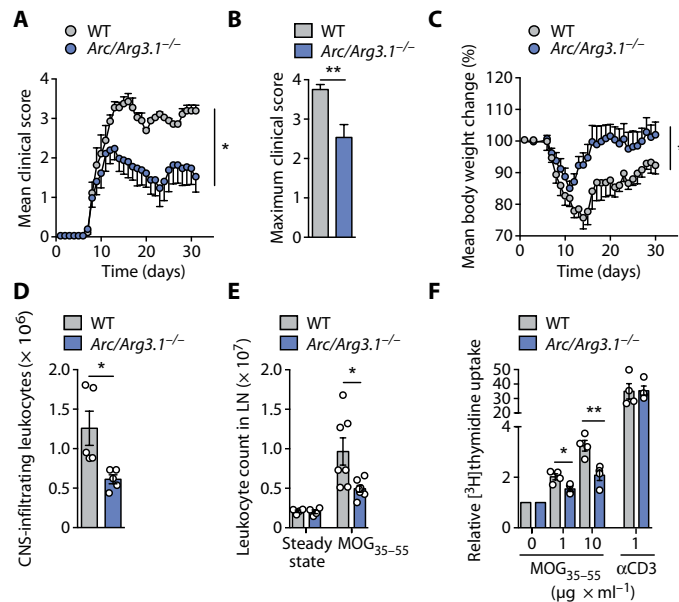 A
WT
Arc/Arg3.1–/–
Mean clinical score
4
3
2
1
0
0 10 20 30
Time (days)
*
B
WT
Arc/Arg3.1–/–
Maximum clinical score
4
3
2
1
0
**
C
WT
Arc/Arg3.1–/–
Mean body weight change (%)
120
110
100
90
80
70
0 10 20 30
Time (days)
*
D
WT
Arc/Arg3.1–/–
CNS-infiltrating leukocytes (× 10⁶)
2.0
1.5
1.0
0.5
0
*
E
WT
Arc/Arg3.1–/–
Leukocyte count in LN (× 10⁷)
2.0
1.5
1.0
0.5
0
*
Steady
state
MOG35–55
F
WT
Arc/Arg3.1–/–
Relative [³H]thymidine uptake
50
40
30
20
10
4
2
0
*
**
0 1 10 1
MOG35–55 αCD3
(μg × ml⁻¹)